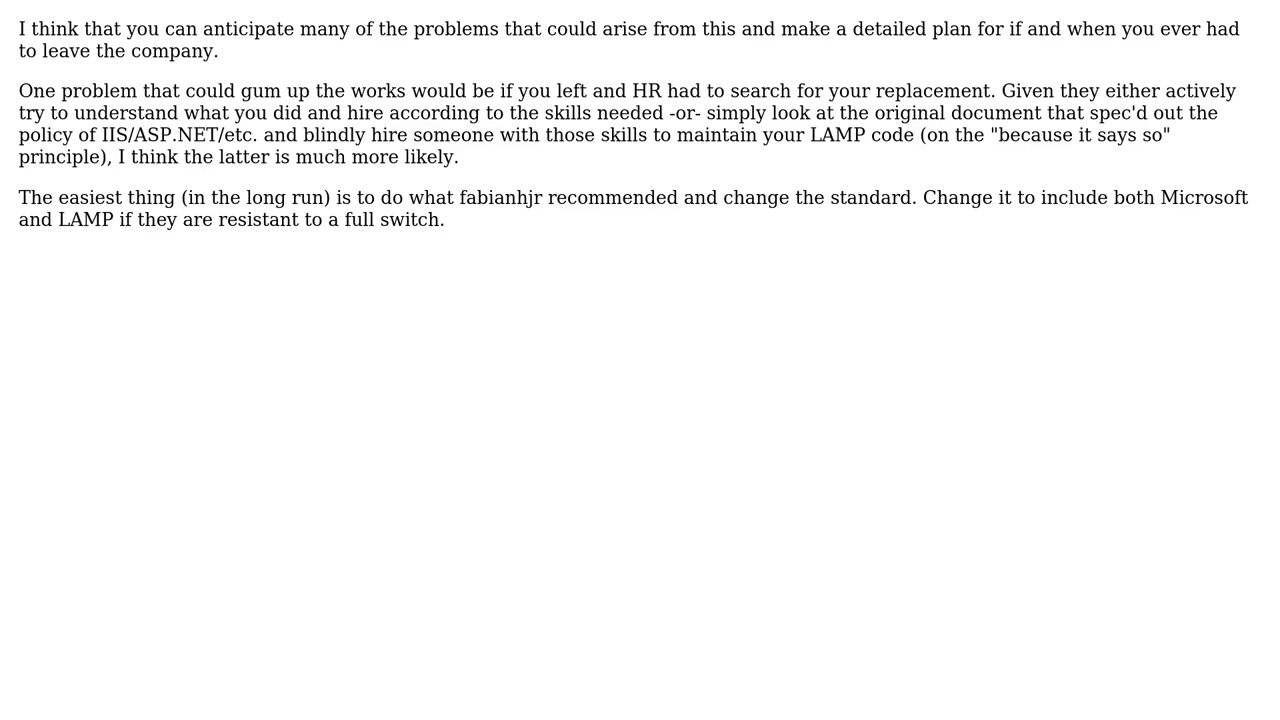 I think that you can anticipate many of the problems that could arise from this and make a detailed plan for if and when you ever had
to leave the company.
One problem that could gum up the works would be if you left and HR had to search for your replacement. Given they either actively
try to understand what you did and hire according to the skills needed -or- simply look at the original document that spec'd out the
policy of IIS/ASP.NET/etc. and blindly hire someone with those skills to maintain your LAMP code (on the "because it says so"
principle), I think the latter is much more likely.
The easiest thing (in the long run) is to do what fabianhjr recommended and change the standard. Change it to include both Microsoft
and LAMP if they are resistant to a full switch.